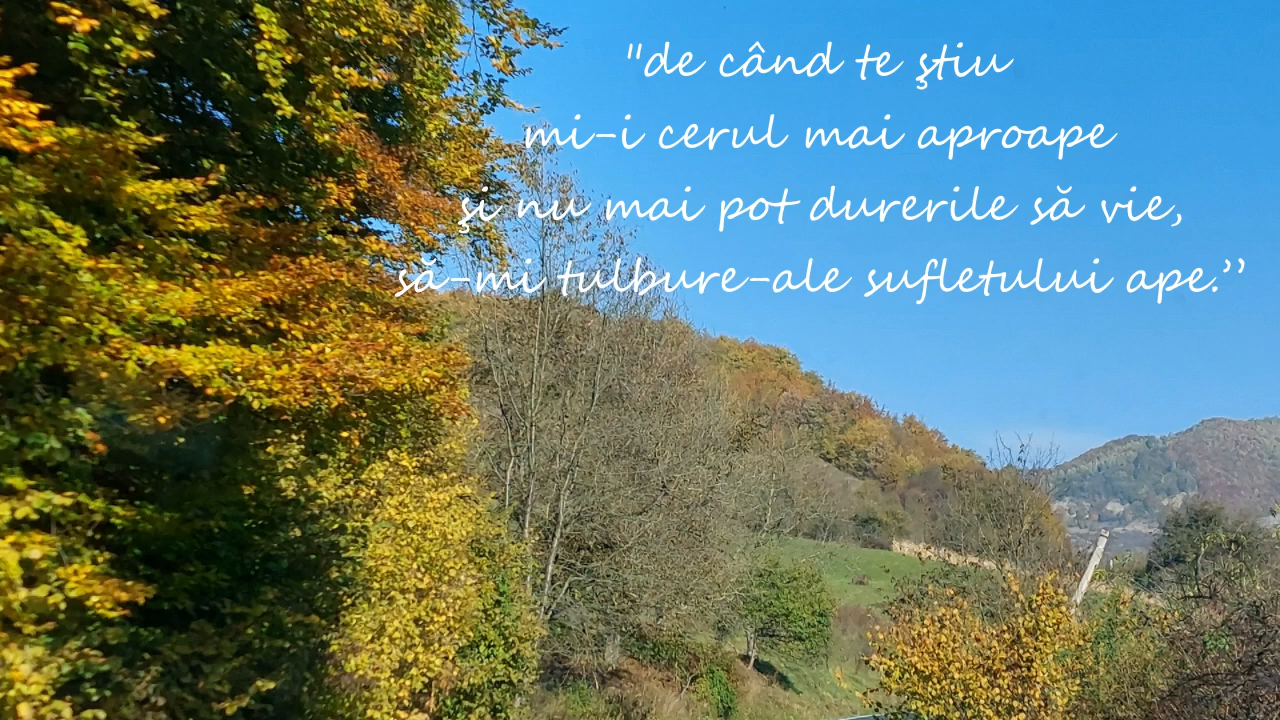 "de când te ştiu
mi-i cerul mai aproape
şi nu mai pot durerile să vie,
să-mi tulbure-ale sufletului ape.”